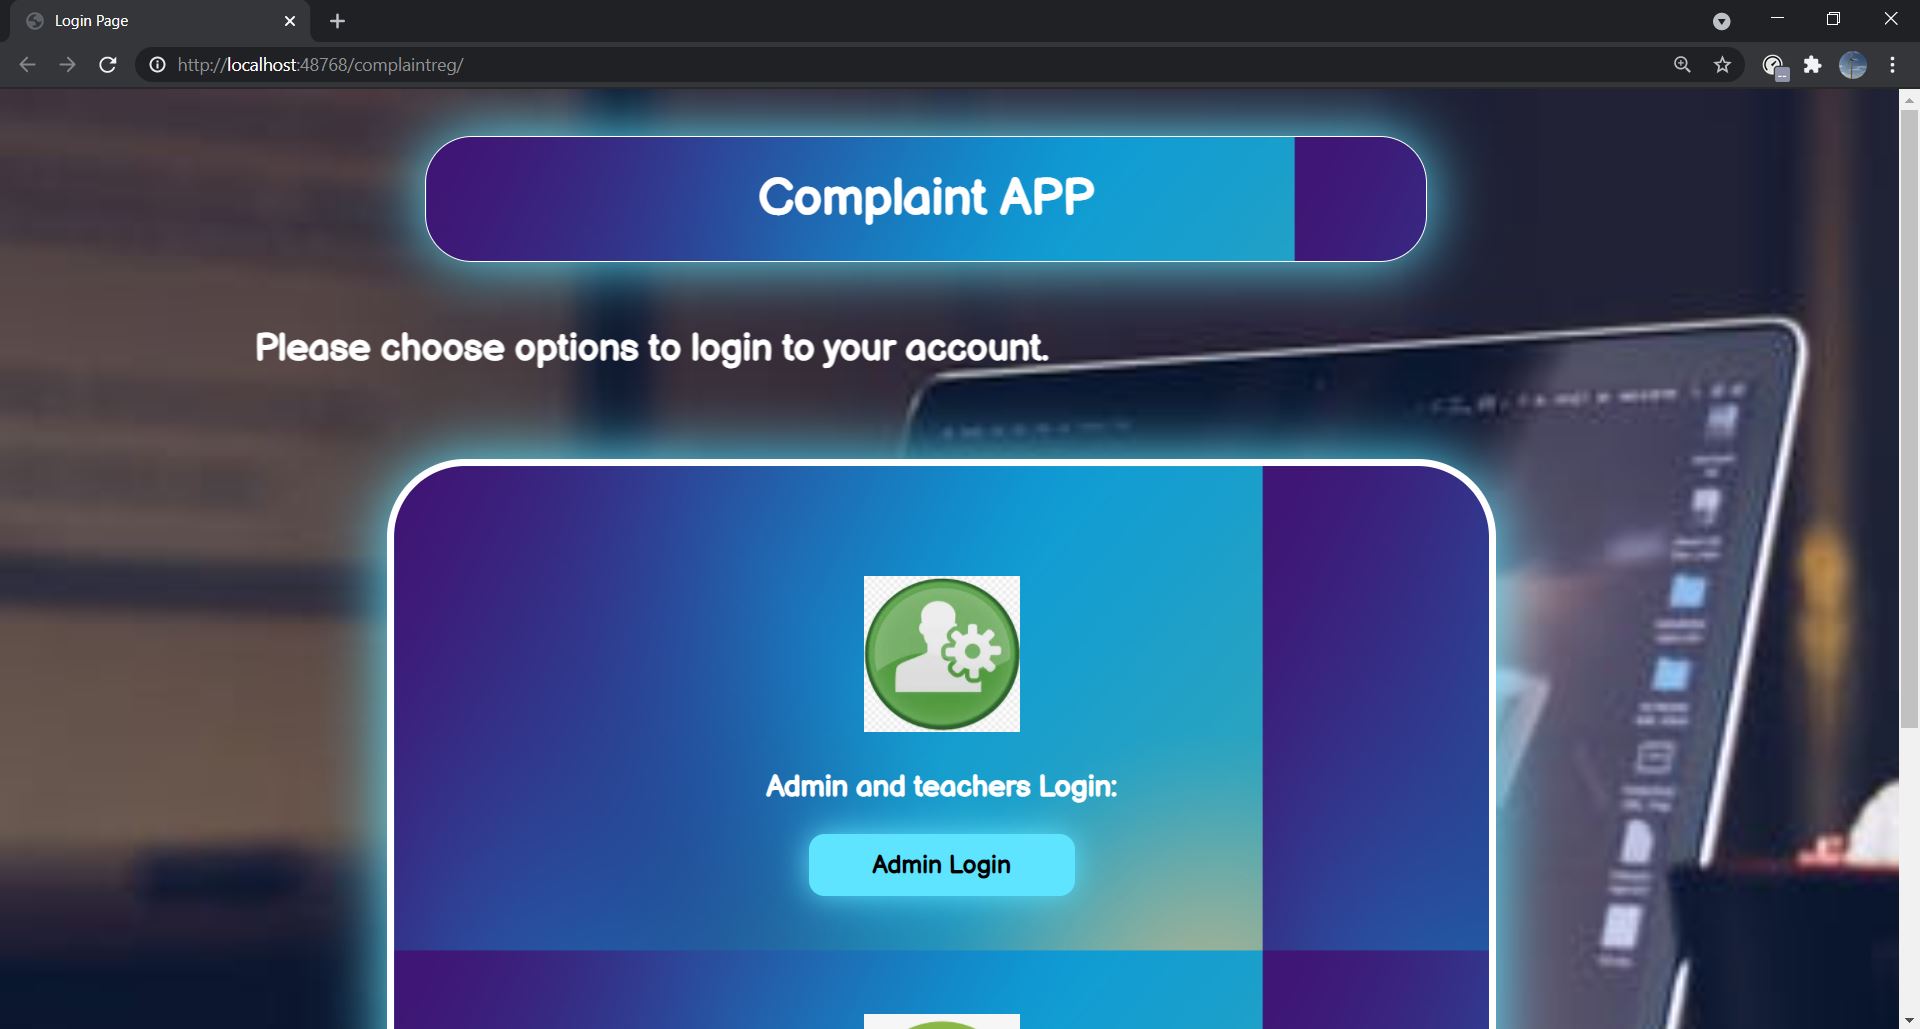 Login Page
http://localhost:48768/complaintreg/
Complaint APP
Please choose options to login to your account.
Admin and teachers Login:
Admin Login